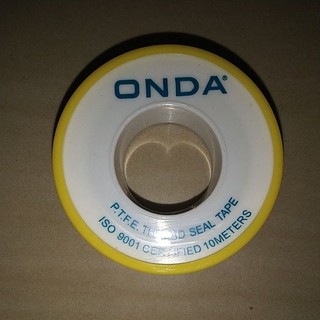 ONDA®
P.T.F.E. THREAD SEAL TAPE
ISO 9001 CERTIFIED 10METERS